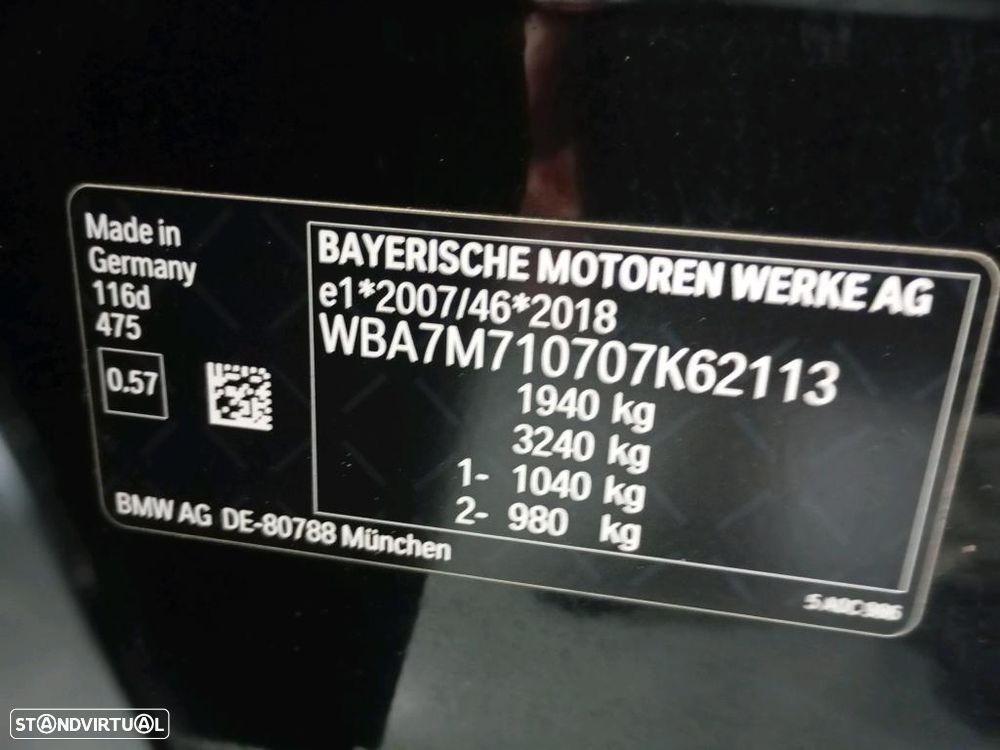 Made in
Germany
116d
475
0.57
BAYERISCHE MOTOREN WERKE AG
e1*2007/46*2018
WBA7M710707K62113
1940 kg
3240 kg
1- 1040 kg
2- 980 kg
BMW AG DE-80788 München
STANDVIRTUAL